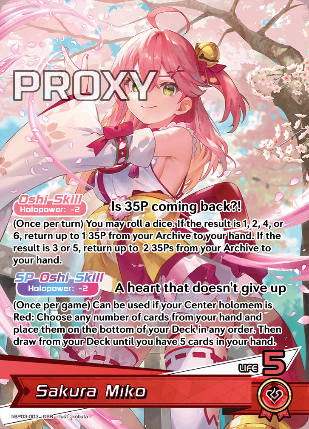 PROXY
Oshi-Skill
Holopower: -2
Is 35P coming back?!
(Once per turn) You may roll a dice. If the result is 1, 2, 4, or
6, return up to 1 35P from your Archive to your hand. If the
result is 3 or 5, return up to 2 35Ps from your Archive to
your hand.
SP-Oshi-Skill
Holopower: -2
A heart that doesn't give up
(Once per game) Can be used if your Center holomem is
Red: Choose any number of cards from your hand and
place them on the bottom of your Deck in any order. Then
draw from your Deck until you have 5 cards in your hand.
LIFE 5
Sakura Miko